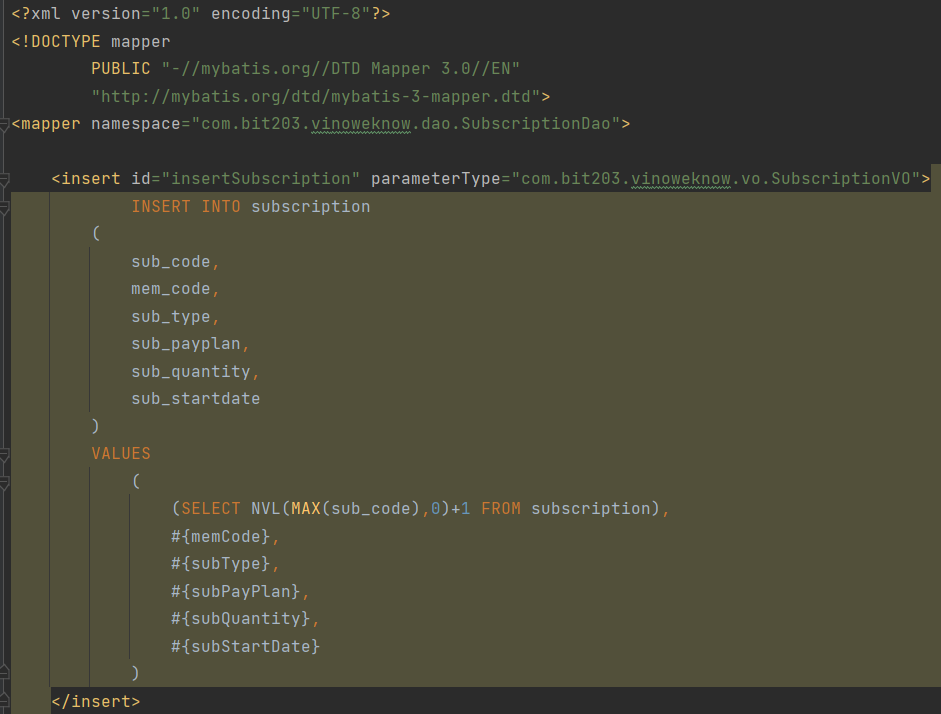 <?xml version="1.0" encoding="UTF-8"?>
<!DOCTYPE mapper
        PUBLIC "-//mybatis.org//DTD Mapper 3.0//EN"
        "http://mybatis-3.org/dtd/mybatis-3-mapper.dtd">
<mapper namespace="com.bit203.vinoweknow.dao.SubscriptionDao">

    <insert id="insertSubscription" parameterType="com.bit203.vinoweknow.vo.SubscriptionVO">
            INSERT INTO subscription
        (
            sub_code,
            mem_code,
            sub_type,
            sub_payplan,
            sub_quantity,
            sub_startdate
        )
        VALUES
            (
                (SELECT NVL(MAX(sub_code),0)+1 FROM subscription),
                #{memCode},
                #{subType},
                #{subPayPlan},
                #{subQuantity},
                #{subStartDate}
            )
    </insert>